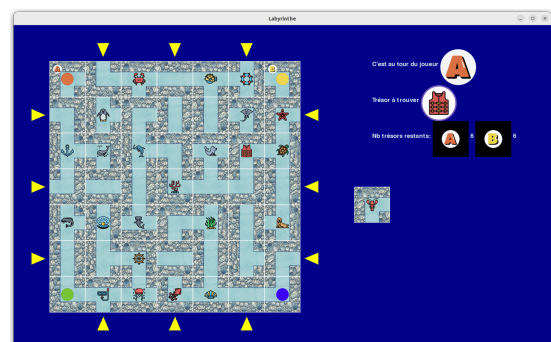 Labyrinthe
A
B
C'est au tour du joueur A
Trésor à trouver
Nb trésors restants: A 6 B 6